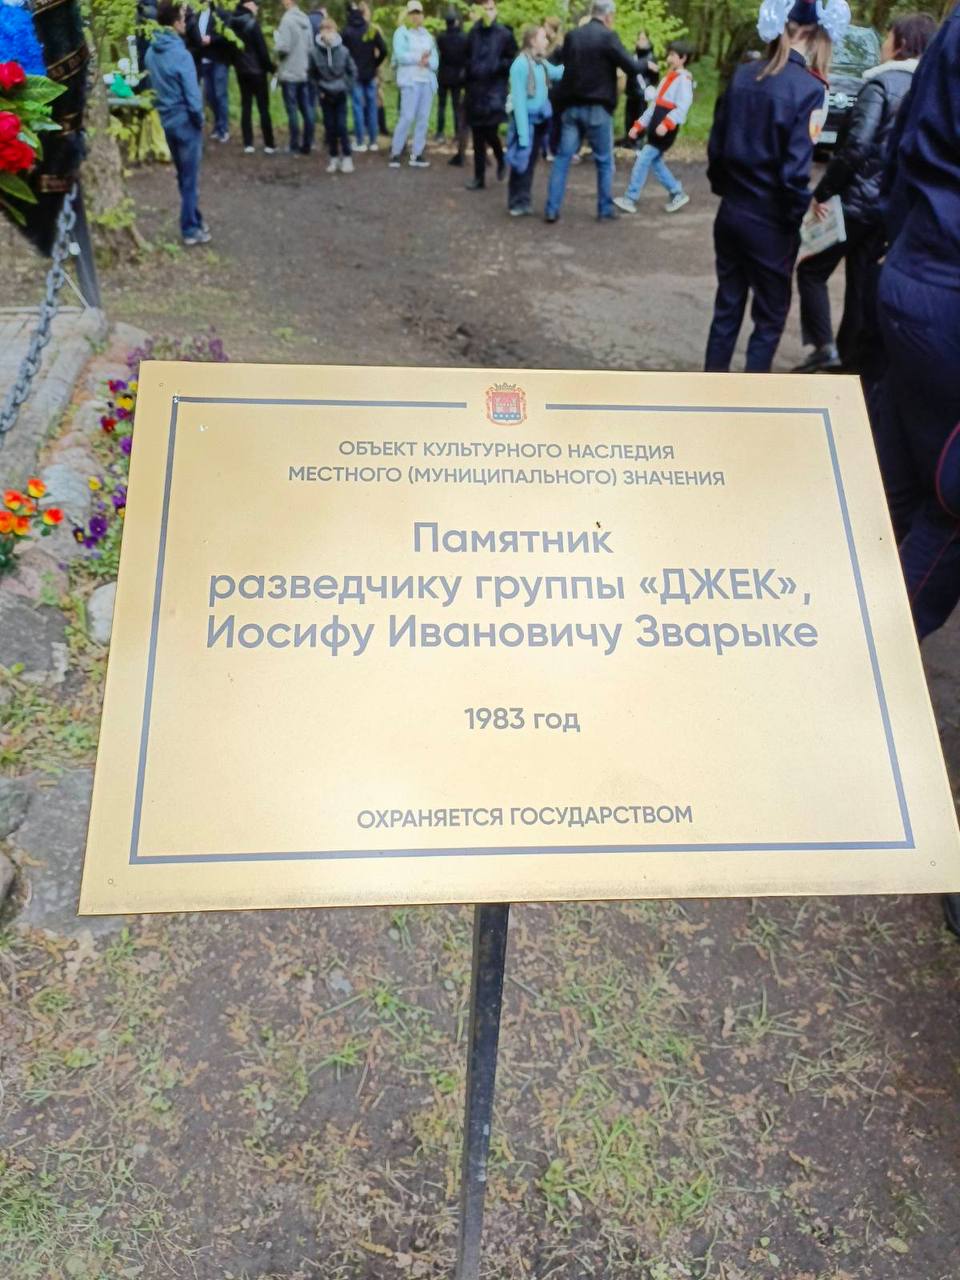 ОБЪЕКТ КУЛЬТУРНОГО НАСЛЕДИЯ
МЕСТНОГО (МУНИЦИПАЛЬНОГО) ЗНАЧЕНИЯ
Памятник
разведчику группы «ДЖЕК»,
Иосифу Ивановичу Зварыке
1983 год
ОХРАНЯЕТСЯ ГОСУДАРСТВОМ